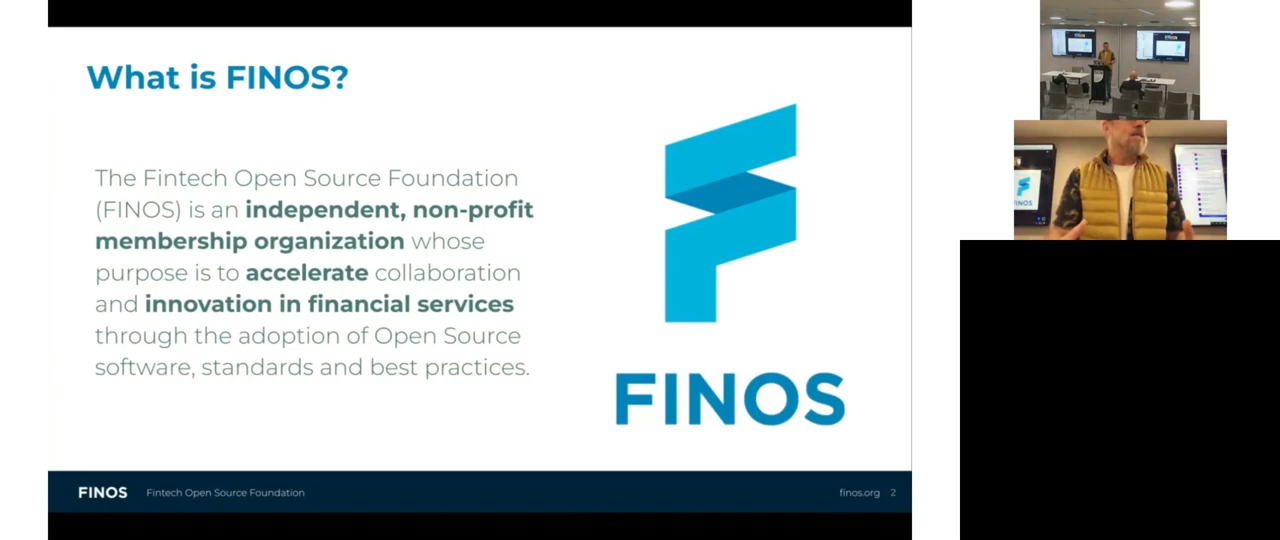 What is FINOS?
The Fintech Open Source Foundation
(FINOS) is an independent, non-profit
membership organization whose
purpose is to accelerate collaboration
and innovation in financial services
through the adoption of Open Source
software, standards and best practices.
FINOS
FINOS Fintech Open Source Foundation
finos.org 2
FINOS
FINOS